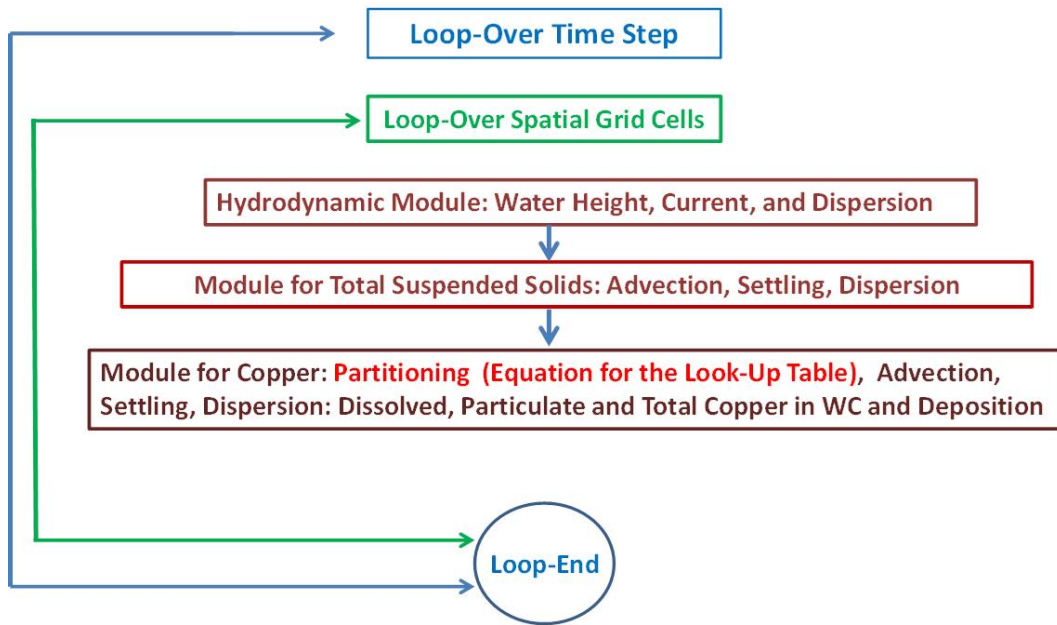 Loop-Over Time Step
Loop-Over Spatial Grid Cells
Hydrodynamic Module: Water Height, Current, and Dispersion
Module for Total Suspended Solids: Advection, Settling, Dispersion
Module for Copper: Partitioning (Equation for the Look-Up Table), Advection,
Settling, Dispersion: Dissolved, Particulate and Total Copper in WC and Deposition
Loop-End